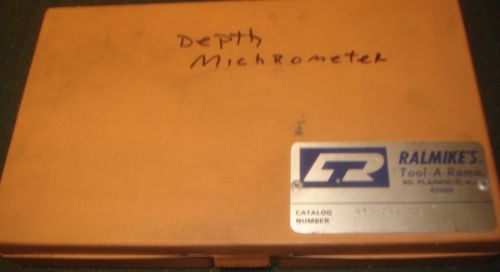 Depth
Michrometer
RALMIKE'S
Tool-A-Rama
SO. PLAINFIELD, N.J.
CATALOG
NUMBER